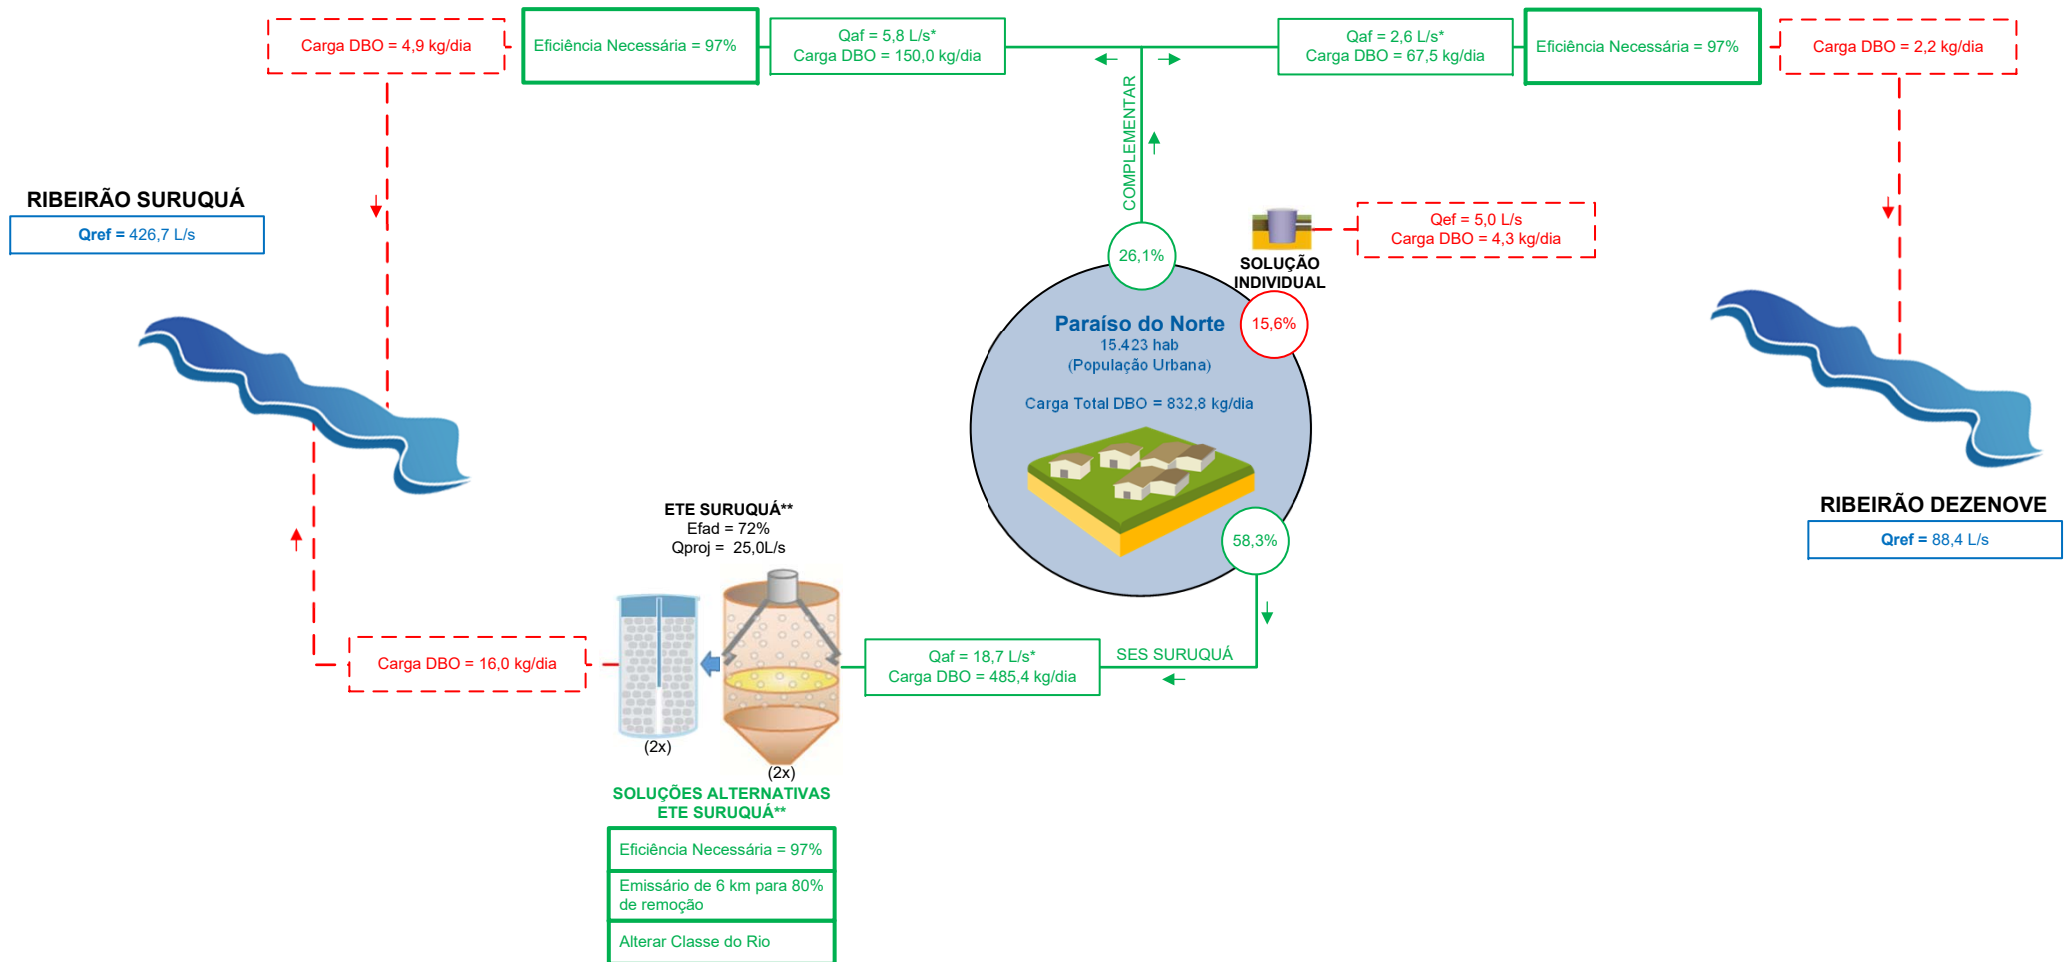 Carga DBO = 4,9 kg/dia
Eficiência Necessária = 97%
Qaf = 5,8 L/s*
Carga DBO = 150,0 kg/dia
Qaf = 2,6 L/s*
Carga DBO = 67,5 kg/dia
Eficiência Necessária = 97%
Carga DBO = 2,2 kg/dia
COMPLEMENTAR
RIBEIRÃO SURUQUÁ
Qref = 426,7 L/s
Qef = 5,0 L/s
Carga DBO = 4,3 kg/dia
26,1%
SOLUÇÃO
INDIVIDUAL
15,6%
Paraíso do Norte
15.423 hab
(População Urbana)
Carga Total DBO = 832,8 kg/dia
RIBEIRÃO DEZENOVE
Qref = 88,4 L/s
58,3%
ETE SURUQUÁ**
Efad = 72%
Qproj = 25,0L/s
Carga DBO = 16,0 kg/dia
Qaf = 18,7 L/s*
Carga DBO = 485,4 kg/dia
SES SURUQUÁ
(2x)
(2x)
SOLUÇÕES ALTERNATIVAS
ETE SURUQUÁ**
Eficiência Necessária = 97%
Emissário de 6 km para 80%
de remoção
Alterar Classe do Rio